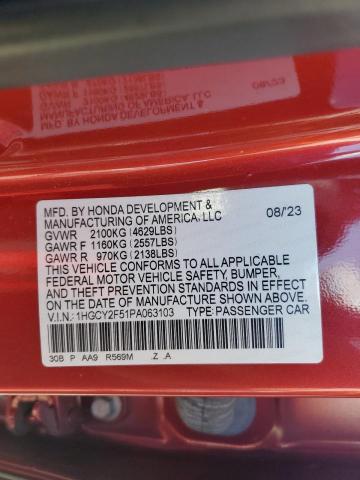 MFD. BY HONDA DEVELOPMENT &
MANUFACTURING OF AMERICA, LLC 08/'23
GVWR 2100KG (4629LBS)
GAWR F 1160KG (2557LBS)
GAWR R 970KG (2138LBS)
THIS VEHICLE CONFORMS TO ALL APPLICABLE
FEDERAL MOTOR VEHICLE SAFETY, BUMPER,
AND THEFT PREVENTION STANDARDS IN EFFECT
ON THE DATE OF MANUFACTURE SHOWN ABOVE.
V.I.N.: 1HGCY2F51PA063103 TYPE: PASSENGER CAR
30B P AA9 R569M .Z .A